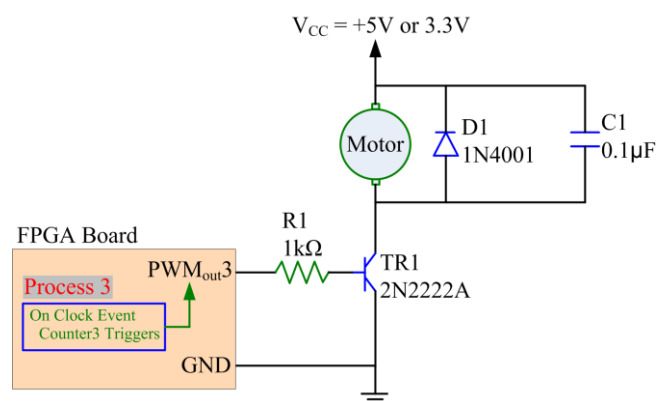 V_CC = +5V or 3.3V
Motor
D1
1N4001
C1
0.1µF
R1
1kΩ
FPGA Board
PWM_out3
TR1
2N2222A
Process 3
On Clock Event
Counter3 Triggers
GND